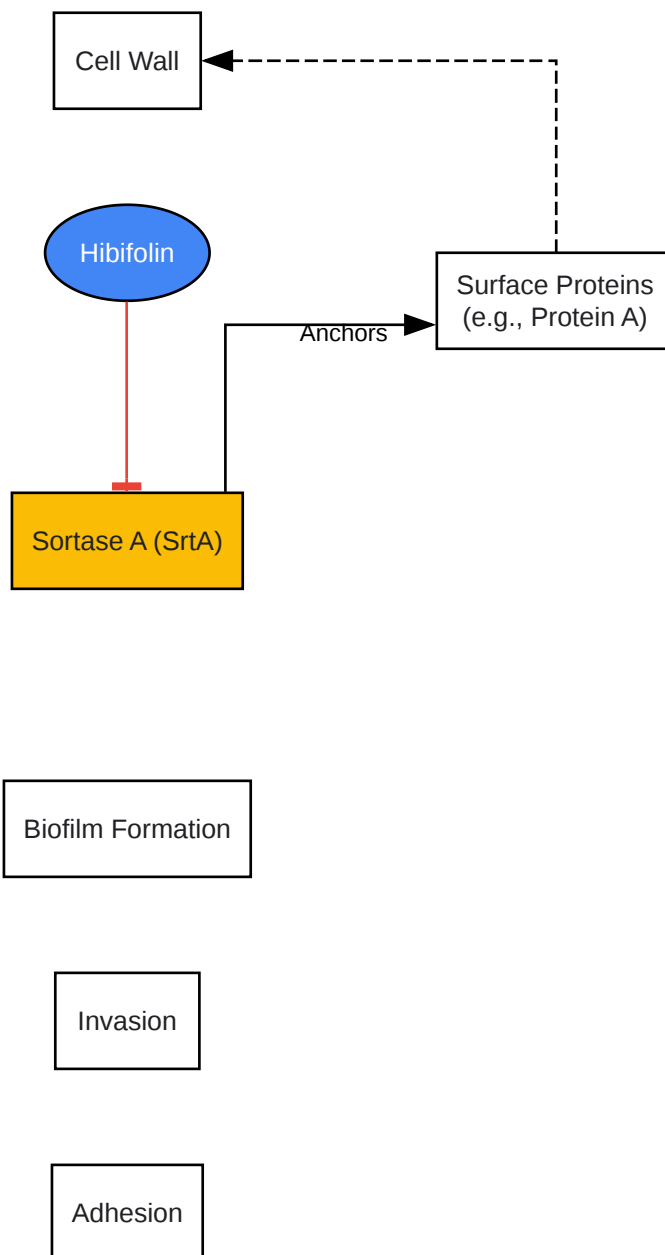 Cell Wall
Hibifolin
Surface Proteins
(e.g., Protein A)
Anchors
Sortase A (SrtA)
Biofilm Formation
Invasion
Adhesion